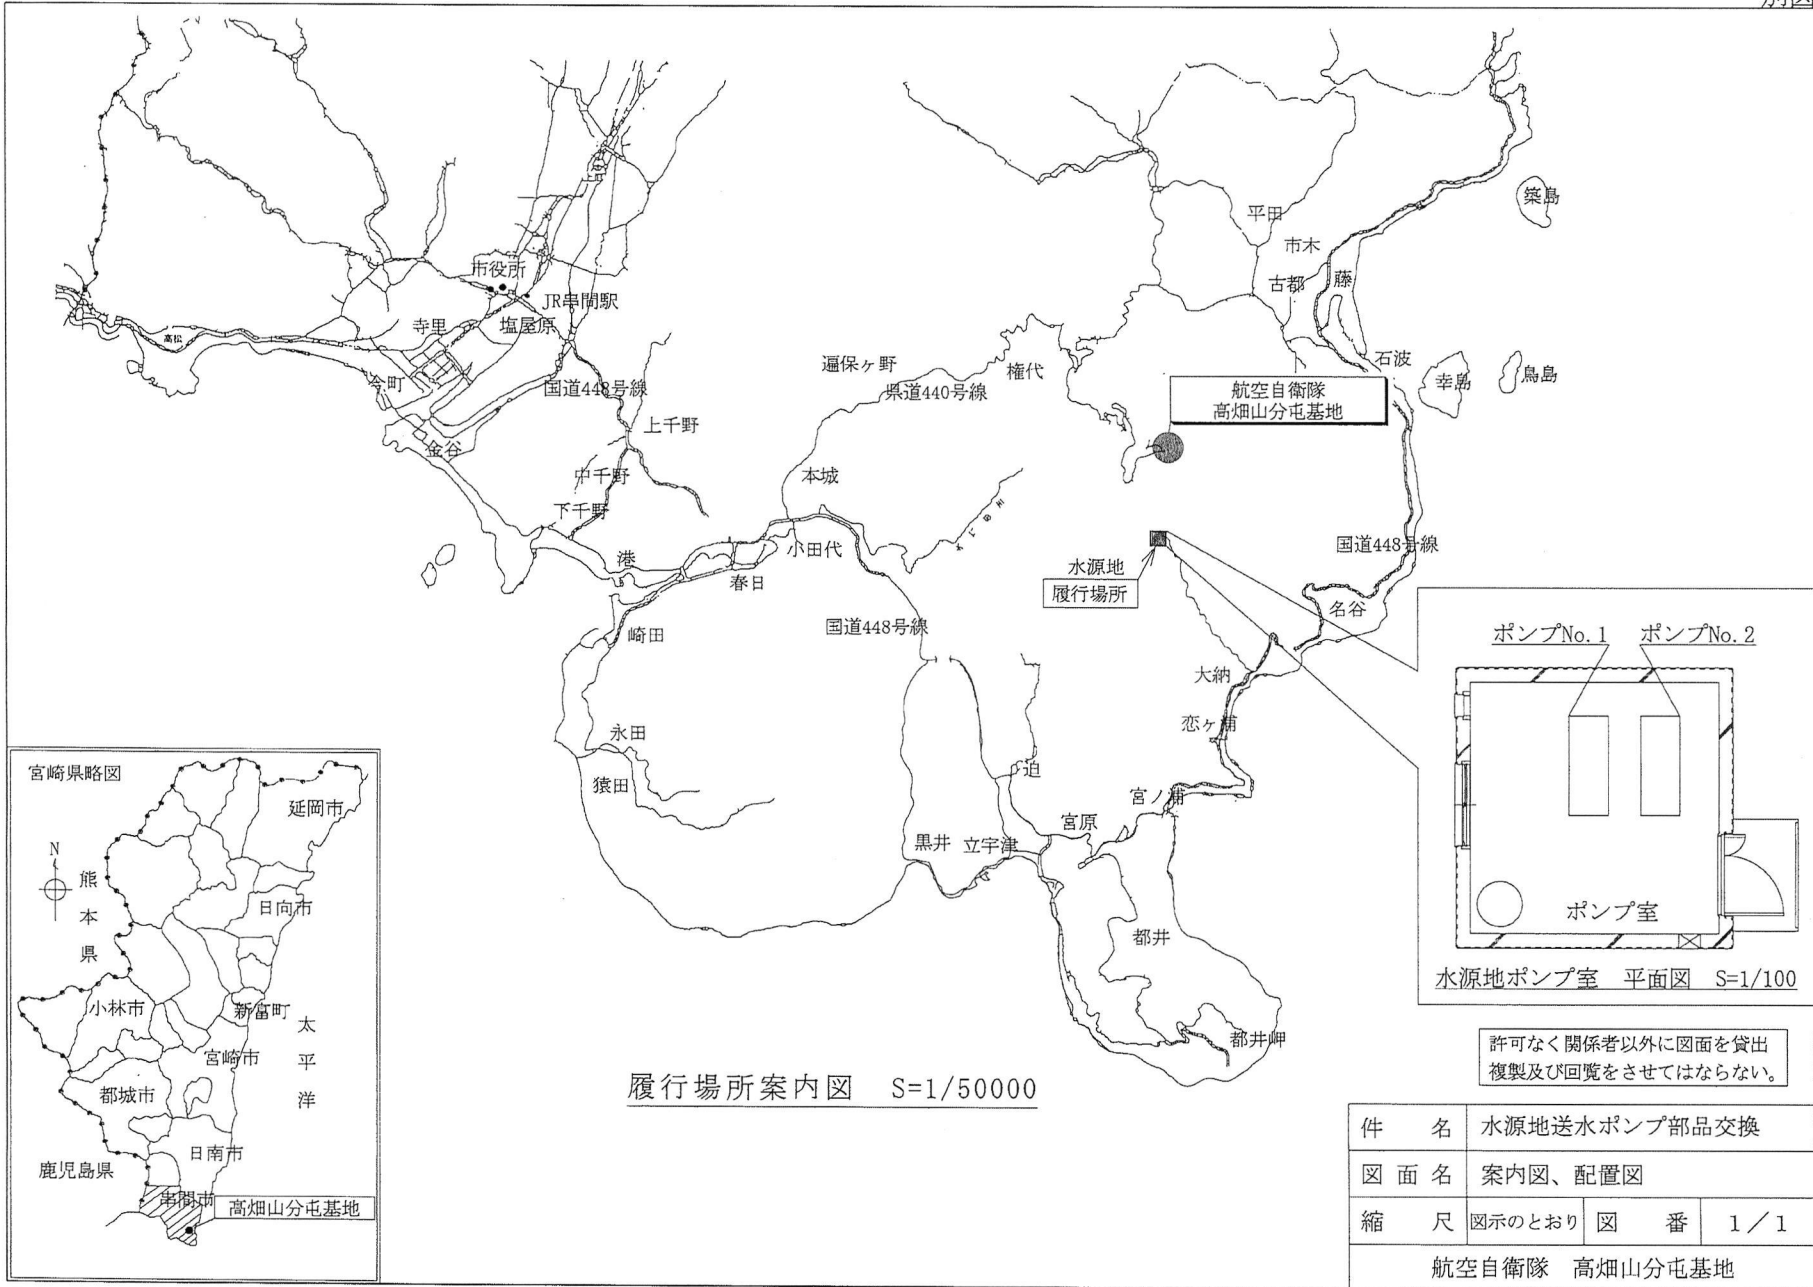 別図
築島
平田
市木
古都
藤
市役所
JR串間駅
寺里
塩屋原
高松
今町
国道448号線
遍保ヶ野
県道440号線
権代
石波
幸島
鳥島
航空自衛隊
高畑山分屯基地
金谷
上千野
中千野
下千野
本城
小田代
港
春日
水源地
履行場所
国道448号線
名谷
崎田
国道448号線
大納
恋ヶ浦
永田
猿田
迫
宮ノ浦
宮原
黒井
立宇津
都井
都井岬
ポンプNo.1
ポンプNo.2
ポンプ室
水源地ポンプ室 平面図 S=1/100
宮崎県略図
延岡市
N
熊本県
日向市
小林市
新富町
太平洋
宮崎市
都城市
日南市
鹿児島県
串間市
高畑山分屯基地
履行場所案内図 S=1/50000
許可なく関係者以外に図面を貸出
複製及び回覧をさせてはならない。
件名 水源地送水ポンプ部品交換
図面名 案内図、配置図
縮尺 図示のとおり 図番 1／1
航空自衛隊 高畑山分屯基地